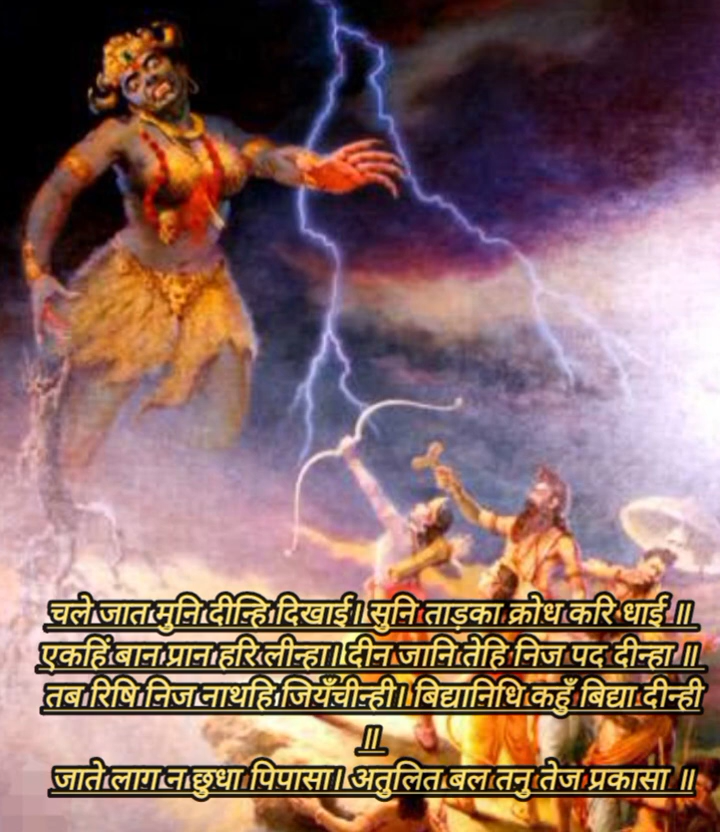 चले जात मुनि दीन्हि दिखाई। सुनि ताड़का क्रोध करि धाई ॥
एकहिं बान प्रान हरि लीन्हा। दीन जानि तेहि निज पद दीन्हा ॥
तब रिषि निज नाथहि जियँ चीन्ही। बिद्यानिधि कहुँ बिद्या दीन्ही
॥
जाते लाग न छुधा पिपासा। अतुलित बल तनु तेज प्रकासा ॥